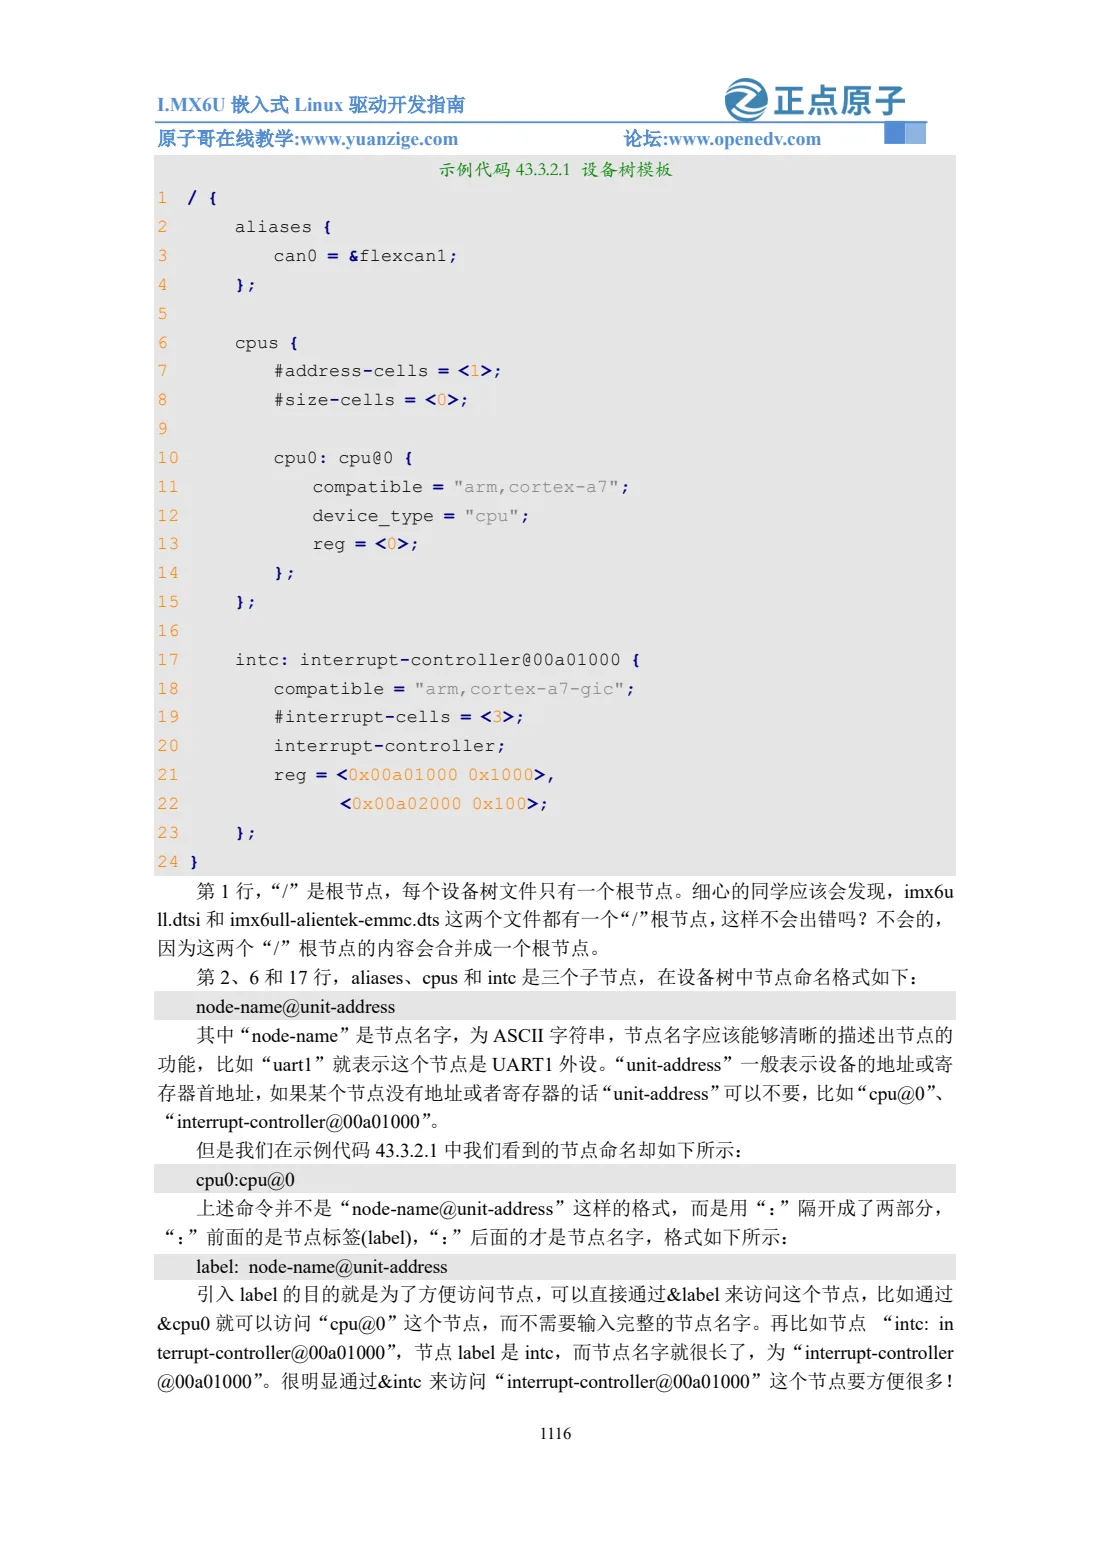 I.MX6U 嵌入式 Linux 驱动开发指南
正点原子
原子哥在线教学:www.yuanzige.com 论坛:www.openedv.com
示例代码 43.3.2.1 设备树模板
1 / {
2 aliases {
3 can0 = &flexcan1;
4 };
5
6 cpus {
7 #address-cells = <1>;
8 #size-cells = <0>;
9
10 cpu0: cpu@0 {
11 compatible = "arm,cortex-a7";
12 device_type = "cpu";
13 reg = <0>;
14 };
15 };
16
17 intc: interrupt-controller@00a01000 {
18 compatible = "arm,cortex-a7-gic";
19 #interrupt-cells = <3>;
20 interrupt-controller;
21 reg = <0x00a01000 0x1000>,
22 <0x00a02000 0x100>;
23 };
24 }
第 1 行，“/”是根节点，每个设备树文件只有一个根节点。细心的同学应该会发现，imx6u
ll.dtsi 和 imx6ull-alientek-emmc.dts 这两个文件都有一个“/”根节点，这样不会出错吗？不会的，
因为这两个“/”根节点的内容会合并成一个根节点。
第 2、6 和 17 行，aliases、cpus 和 intc 是三个子节点，在设备树中节点命名格式如下：
node-name@unit-address
其中“node-name”是节点名字，为 ASCII 字符串，节点名字应该能够清晰的描述出节点的
功能，比如“uart1”就表示这个节点是 UART1 外设。“unit-address”一般表示设备的地址或寄
存器首地址，如果某个节点没有地址或者寄存器的话“unit-address”可以不要，比如“cpu@0”、
“interrupt-controller@00a01000”。
但是我们在示例代码 43.3.2.1 中我们看到的节点命名却如下所示：
cpu0:cpu@0
上述命令并不是“node-name@unit-address”这样的格式，而是用“：”隔开成了两部分，
“：”前面的是节点标签(label)，“：”后面的才是节点名字，格式如下所示：
label: node-name@unit-address
引入 label 的目的就是为了方便访问节点，可以直接通过&label 来访问这个节点，比如通过
&cpu0 就可以访问“cpu@0”这个节点，而不需要输入完整的节点名字。再比如节点 “intc: in
terrupt-controller@00a01000”，节点 label 是 intc，而节点名字就很长了，为“interrupt-controller
@00a01000”。很明显通过&intc 来访问“interrupt-controller@00a01000”这个节点要方便很多！
1116